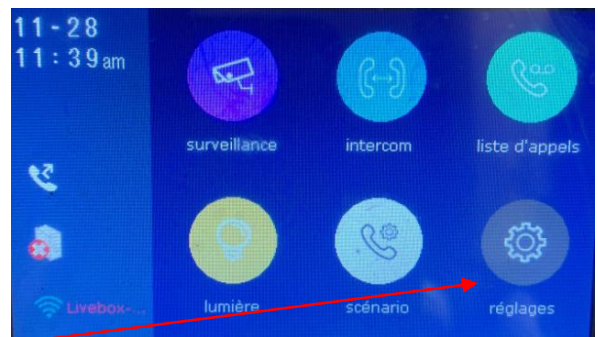 11-28
11:39am
surveillance
intercom
liste d'appels
lumière
scénario
réglages
Livebox-...